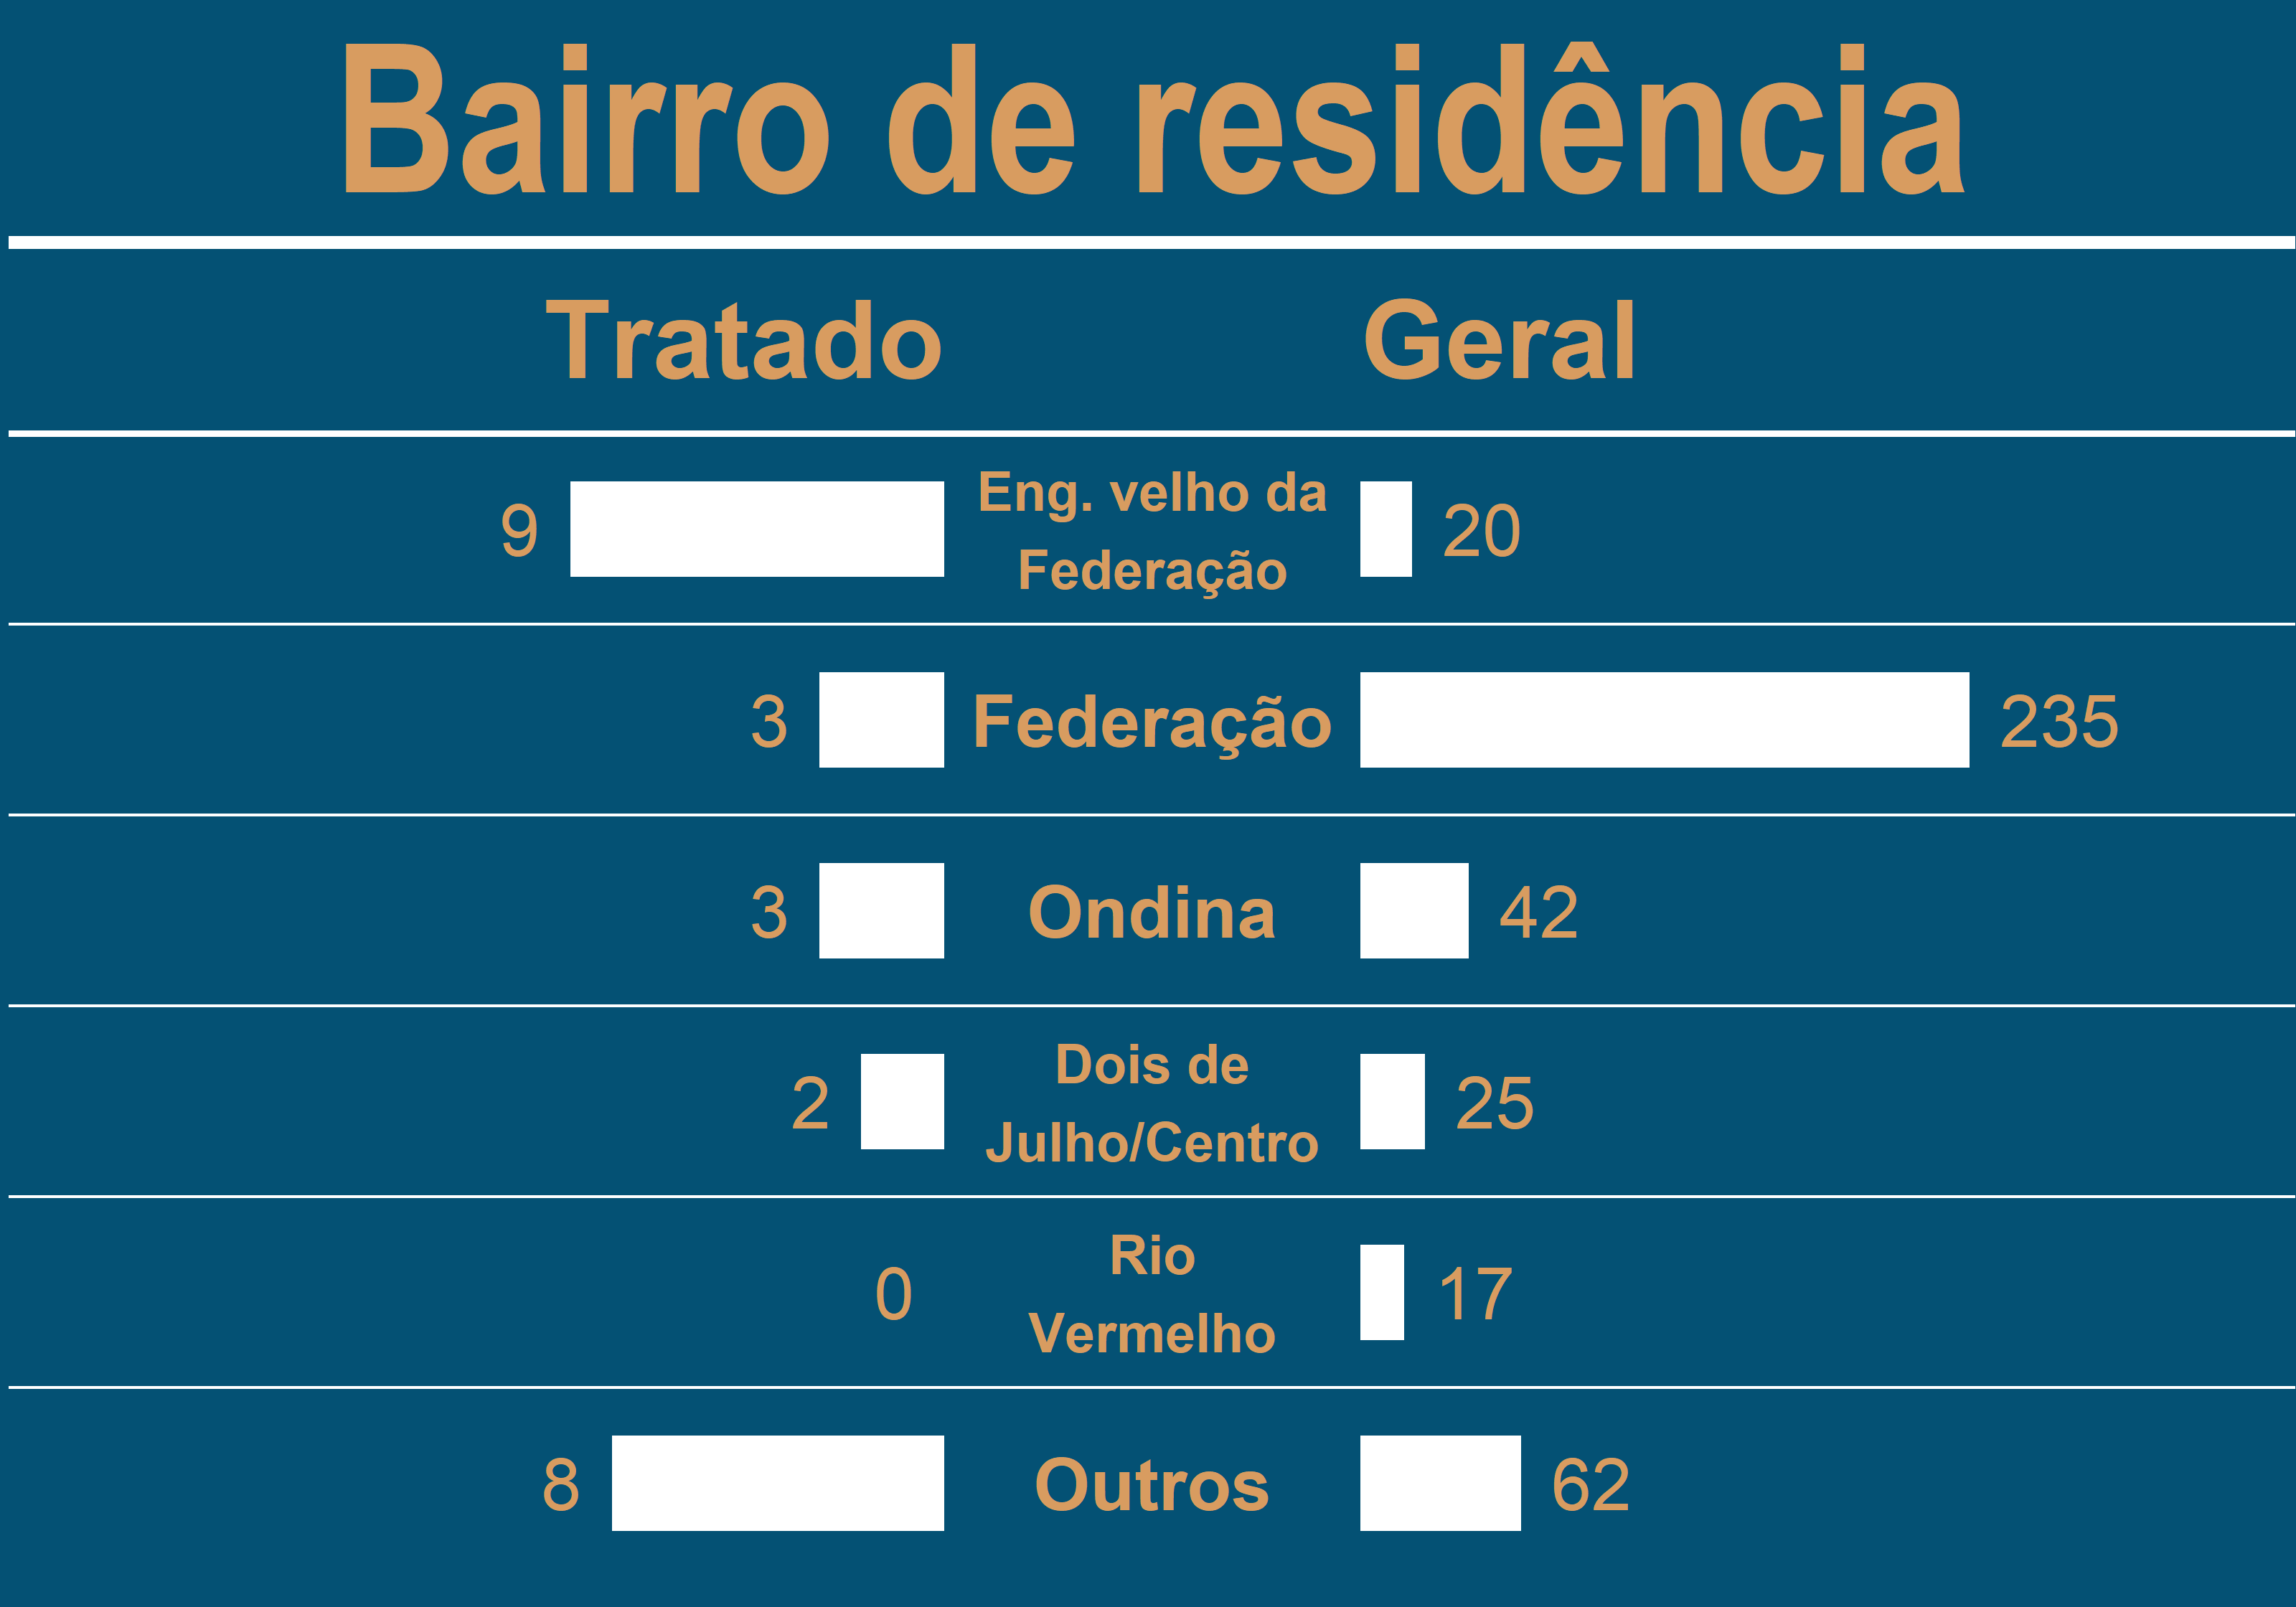 Bairro de residência
Tratado Geral
9 Eng. velho da Federação 20
3 Federação 235
3 Ondina 42
2 Dois de Julho/Centro 25
0 Rio Vermelho 17
8 Outros 62